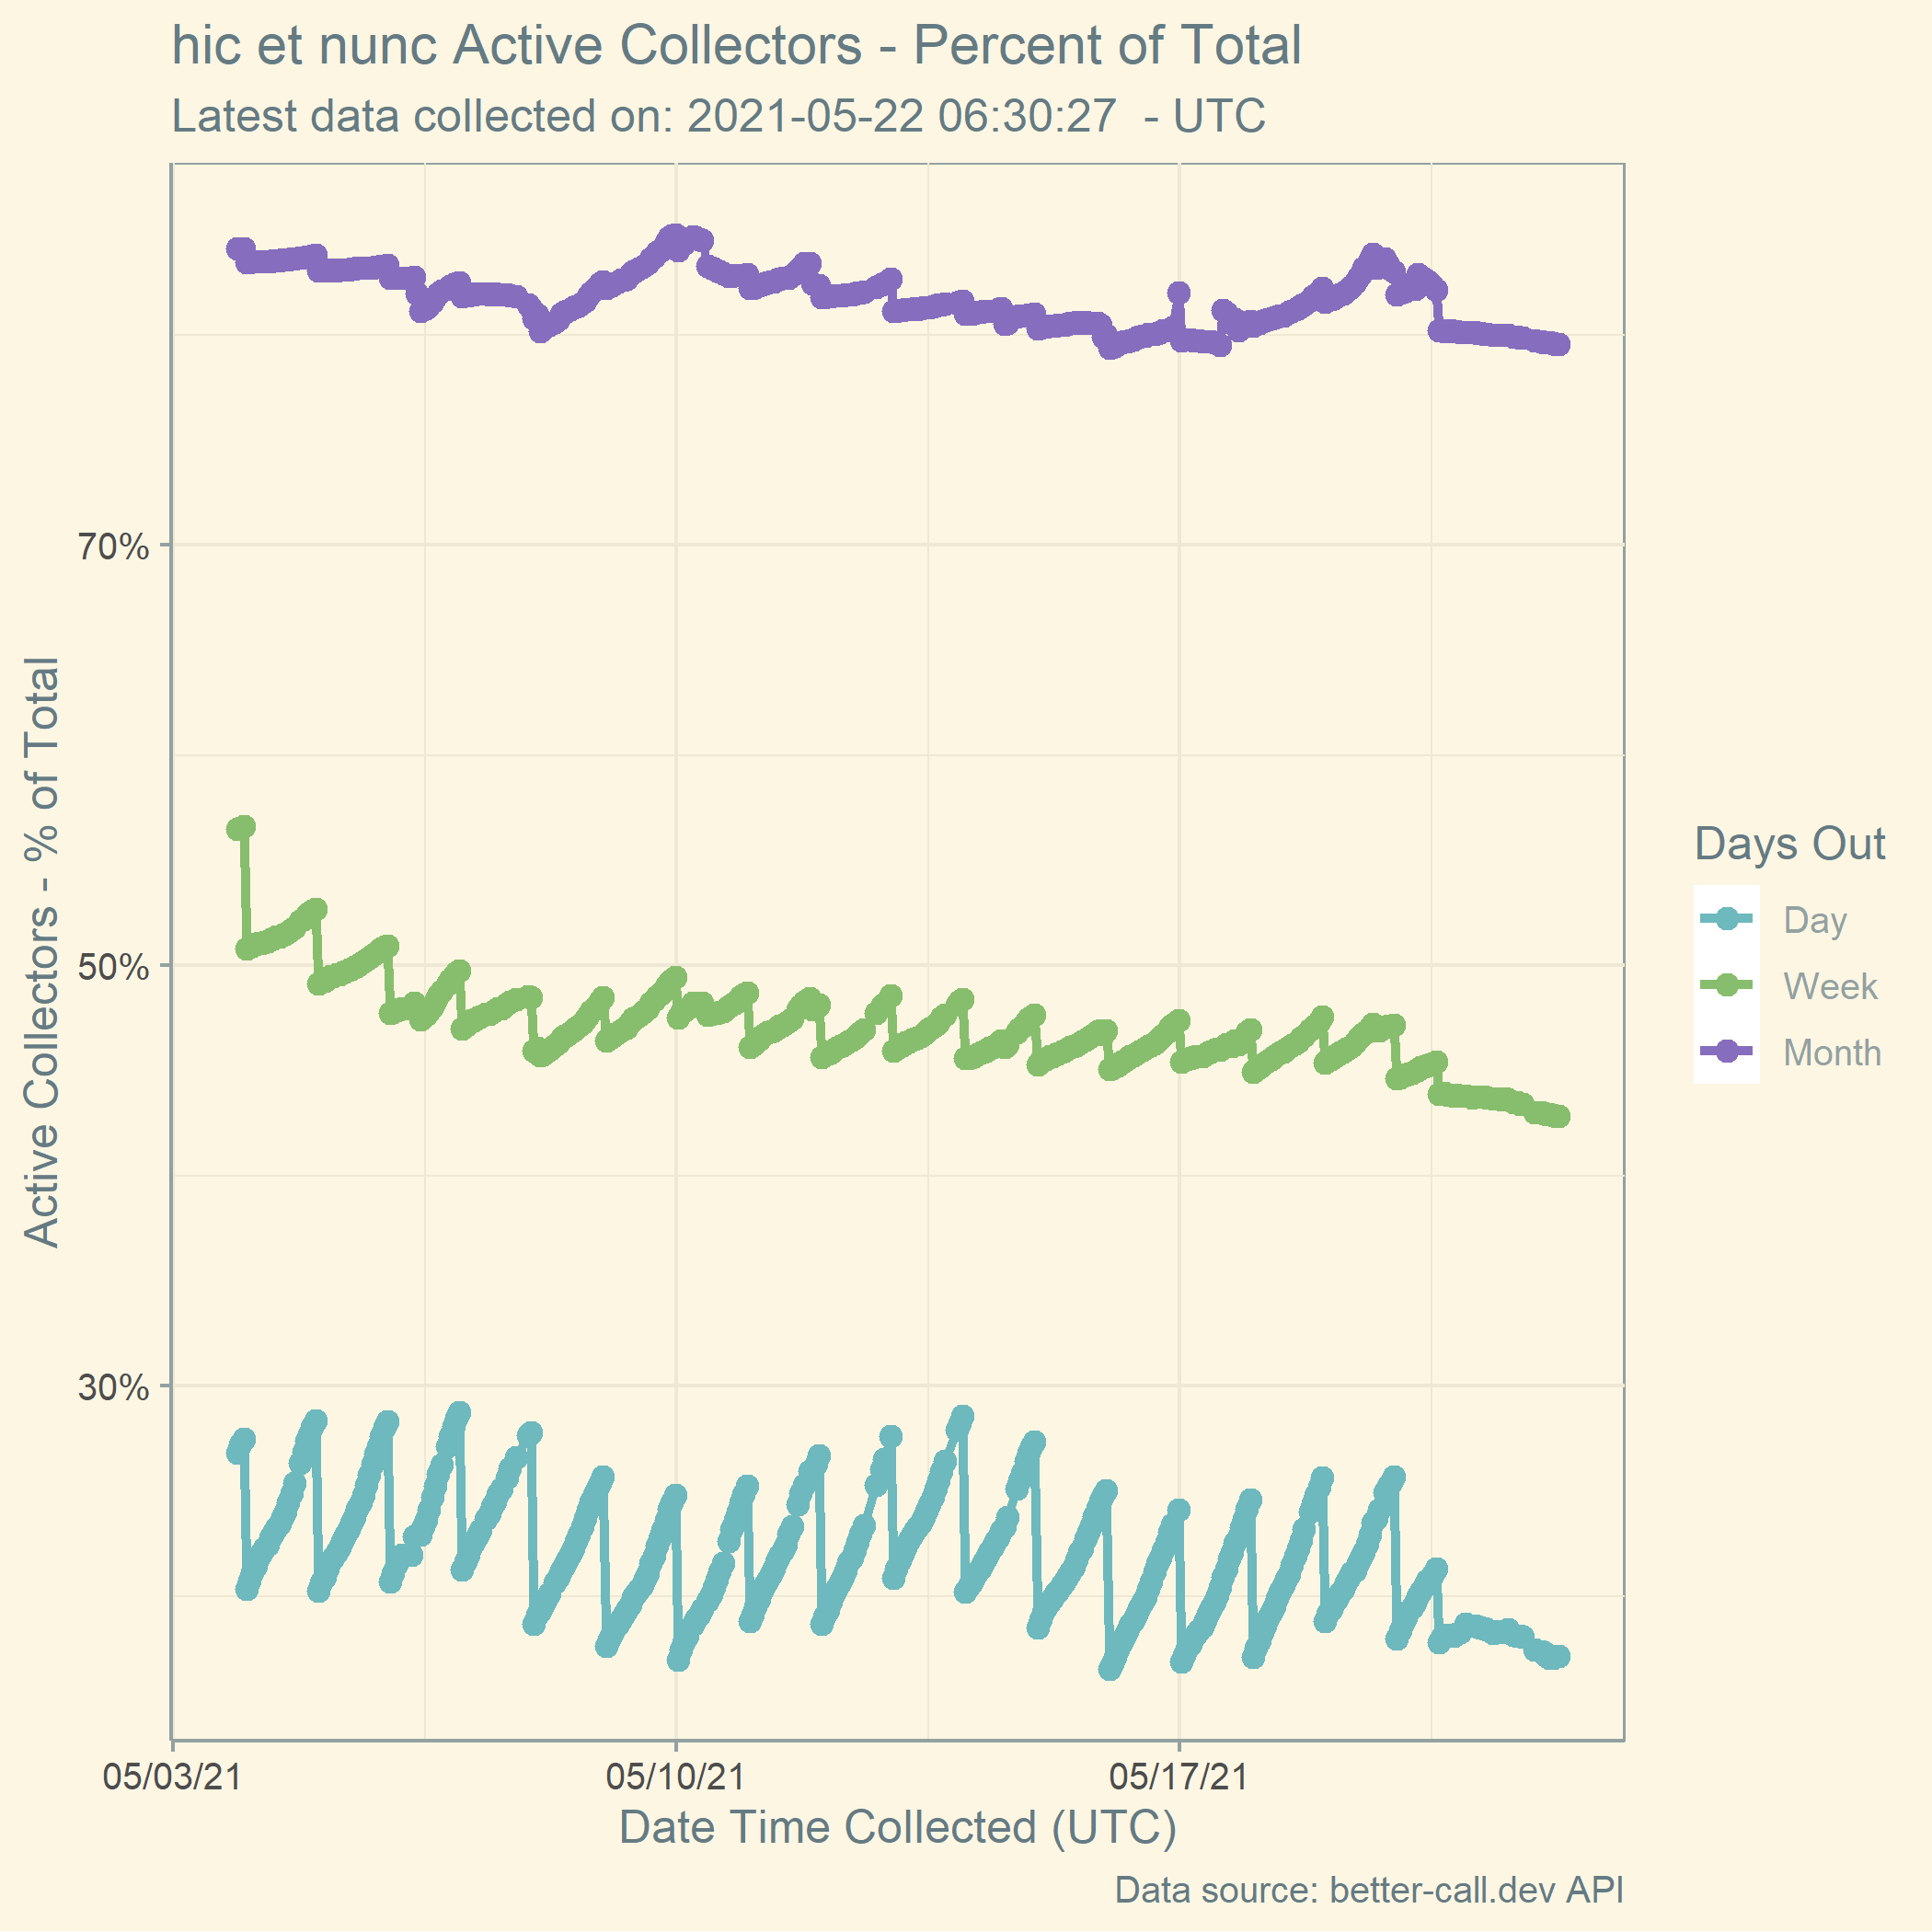 hic et nunc Active Collectors - Percent of Total
Latest data collected on: 2021-05-22 06:30:27  - UTC
Active Collectors - % of Total
70%
50%
30%
05/03/21
05/10/21
05/17/21
Date Time Collected (UTC)
Days Out
Day
Week
Month
Data source: better-call.dev API